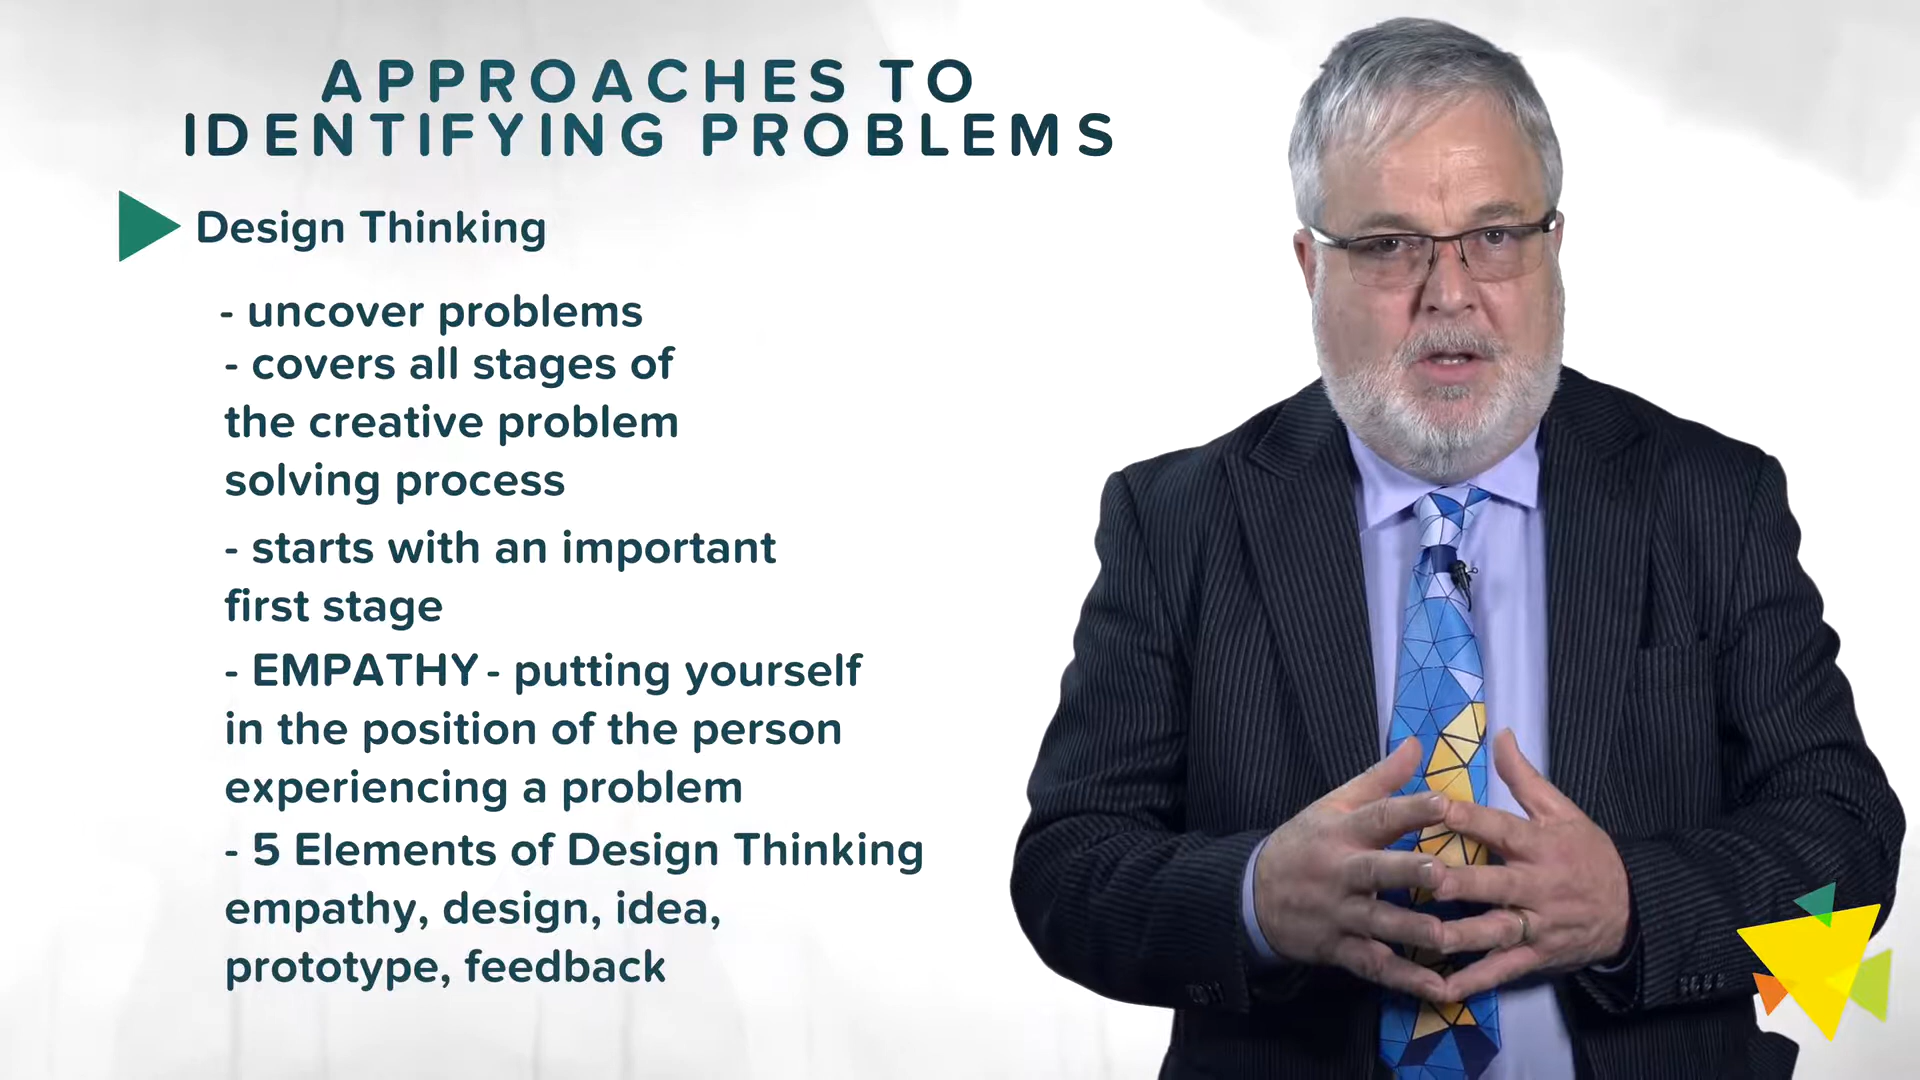 APPROACHES TO
IDENTIFYING PROBLEMS
Design Thinking
- uncover problems
- covers all stages of
the creative problem
solving process
- starts with an important
first stage
- EMPATHY - putting yourself
in the position of the person
experiencing a problem
- 5 Elements of Design Thinking
empathy, design, idea,
prototype, feedback